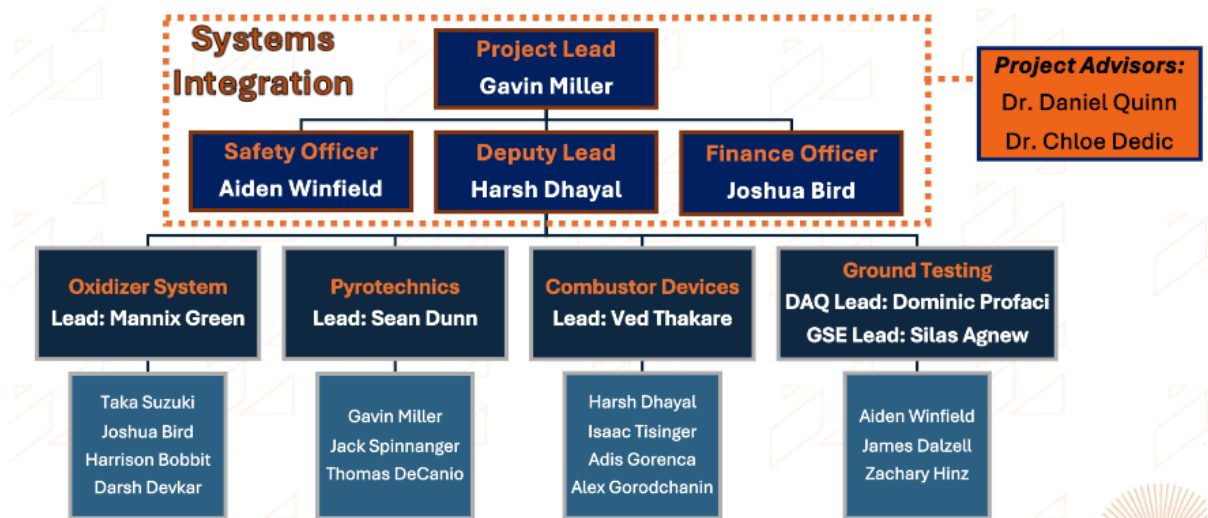 Systems
Integration
Project Lead
Gavin Miller
Project Advisors:
Dr. Daniel Quinn
Dr. Chloe Dedic
Safety Officer
Aiden Winfield
Deputy Lead
Harsh Dhayal
Finance Officer
Joshua Bird
Oxidizer System
Lead: Mannix Green
Pyrotechnics
Lead: Sean Dunn
Combustor Devices
Lead: Ved Thakare
Ground Testing
DAQ Lead: Dominic Profaci
GSE Lead: Silas Agnew
Taka Suzuki
Joshua Bird
Harrison Bobbit
Darsh Devkar
Gavin Miller
Jack Spinnanger
Thomas DeCanio
Harsh Dhayal
Isaac Tisinger
Adis Gorenca
Alex Gorodchanin
Aiden Winfield
James Dalzell
Zachary Hinz